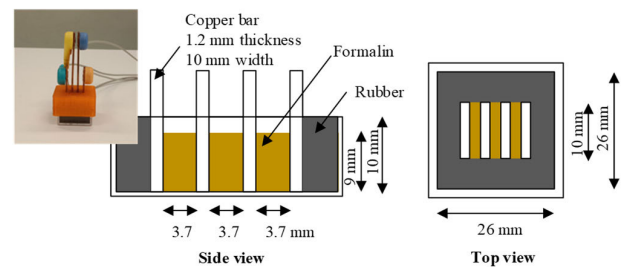 Copper bar
1.2 mm thickness
10 mm width
Formalin
Rubber
9 mm
10 mm
3.7
3.7
3.7 mm
Side view
10 mm
26 mm
26 mm
Top view